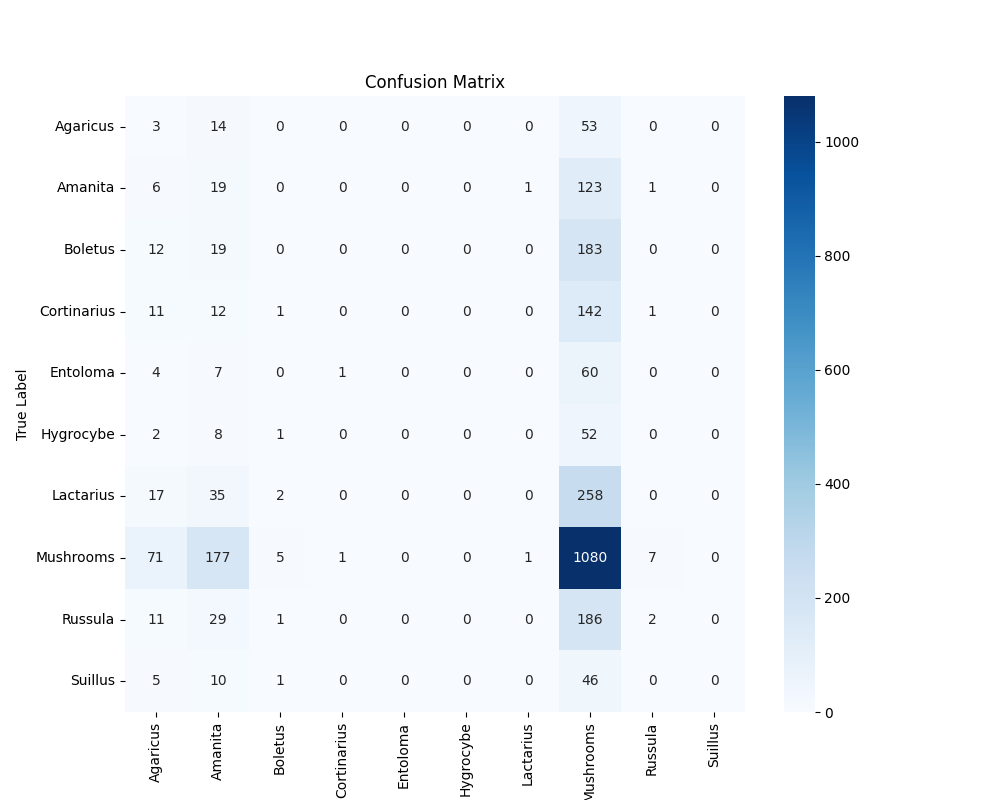 Confusion Matrix
True Label
Agaricus 3 14 0 0 0 0 0 53 0 0
Amanita 6 19 0 0 0 0 1 123 1 0
Boletus 12 19 0 0 0 0 0 183 0 0
Cortinarius 11 12 1 0 0 0 0 142 1 0
Entoloma 4 7 0 1 0 0 0 60 0 0
Hygrocybe 2 8 1 0 0 0 0 52 0 0
Lactarius 17 35 2 0 0 0 0 258 0 0
Mushrooms 71 177 5 1 0 0 1 1080 7 0
Russula 11 29 1 0 0 0 0 186 2 0
Suillus 5 10 1 0 0 0 0 46 0 0
Agaricus Amanita Boletus Cortinarius Entoloma Hygrocybe Lactarius Mushrooms Russula Suillus
1000
800
600
400
200
0